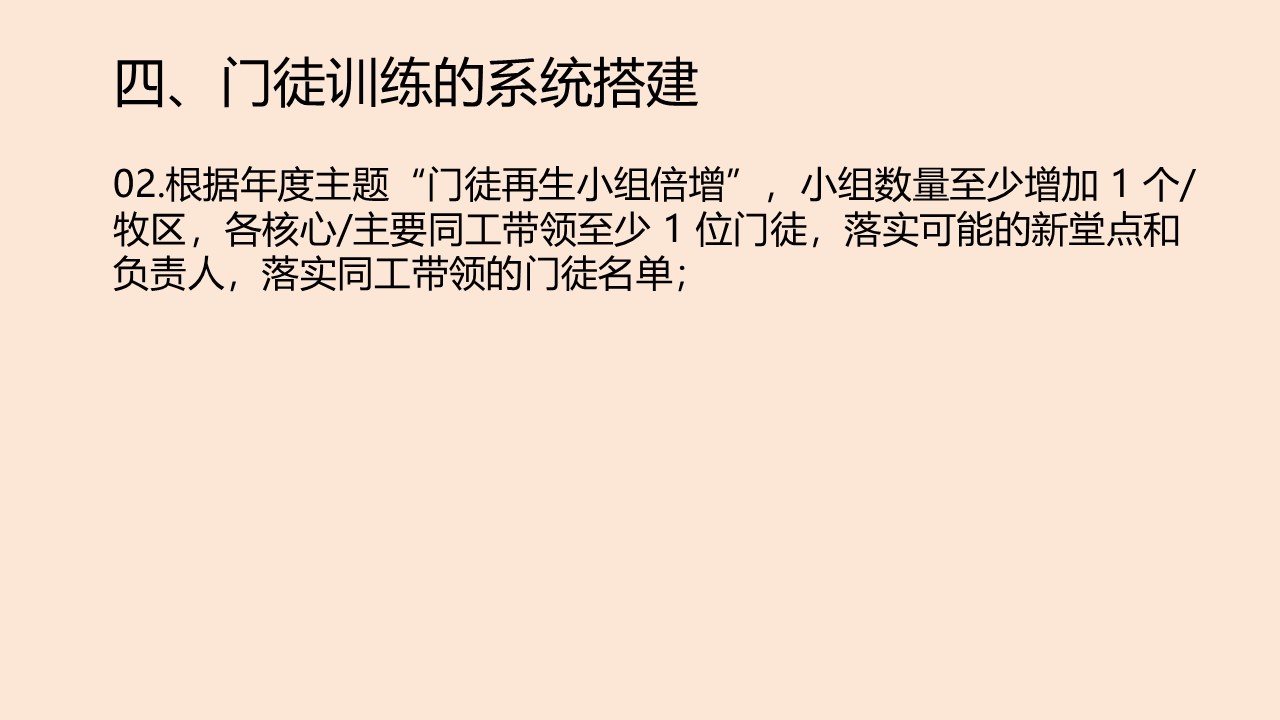 四、门徒训练的系统搭建
02.根据年度主题“门徒再生小组倍增”，小组数量至少增加 1 个/
牧区，各核心/主要同工带领至少 1 位门徒，落实可能的新堂点和
负责人，落实同工带领的门徒名单；